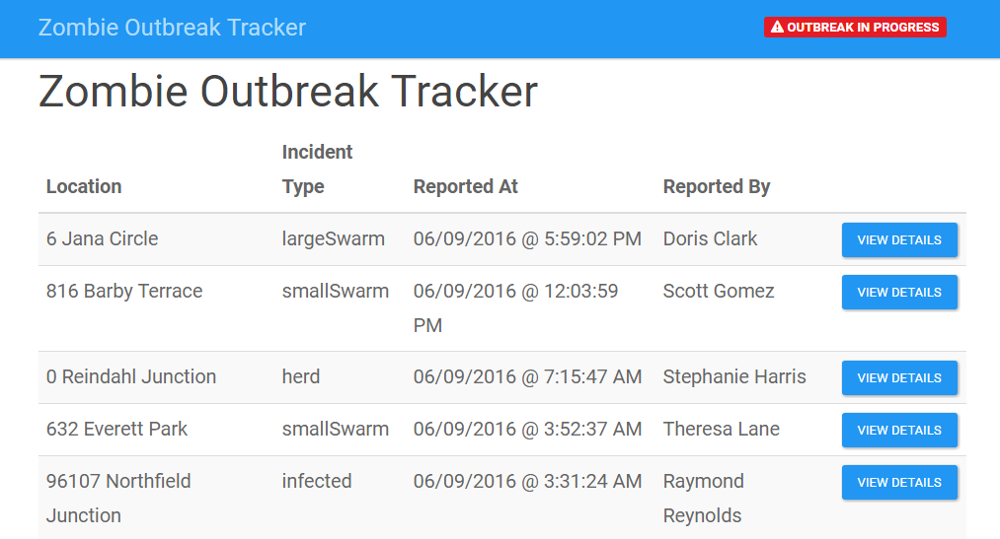 Zombie Outbreak Tracker
OUTBREAK IN PROGRESS
Zombie Outbreak Tracker
Incident
Location Type Reported At Reported By
6 Jana Circle largeSwarm 06/09/2016 @ 5:59:02 PM Doris Clark VIEW DETAILS
816 Barby Terrace smallSwarm 06/09/2016 @ 12:03:59 Scott Gomez VIEW DETAILS
PM
0 Reindahl Junction herd 06/09/2016 @ 7:15:47 AM Stephanie Harris VIEW DETAILS
632 Everett Park smallSwarm 06/09/2016 @ 3:52:37 AM Theresa Lane VIEW DETAILS
96107 Northfield infected 06/09/2016 @ 3:31:24 AM Raymond VIEW DETAILS
Junction Reynolds